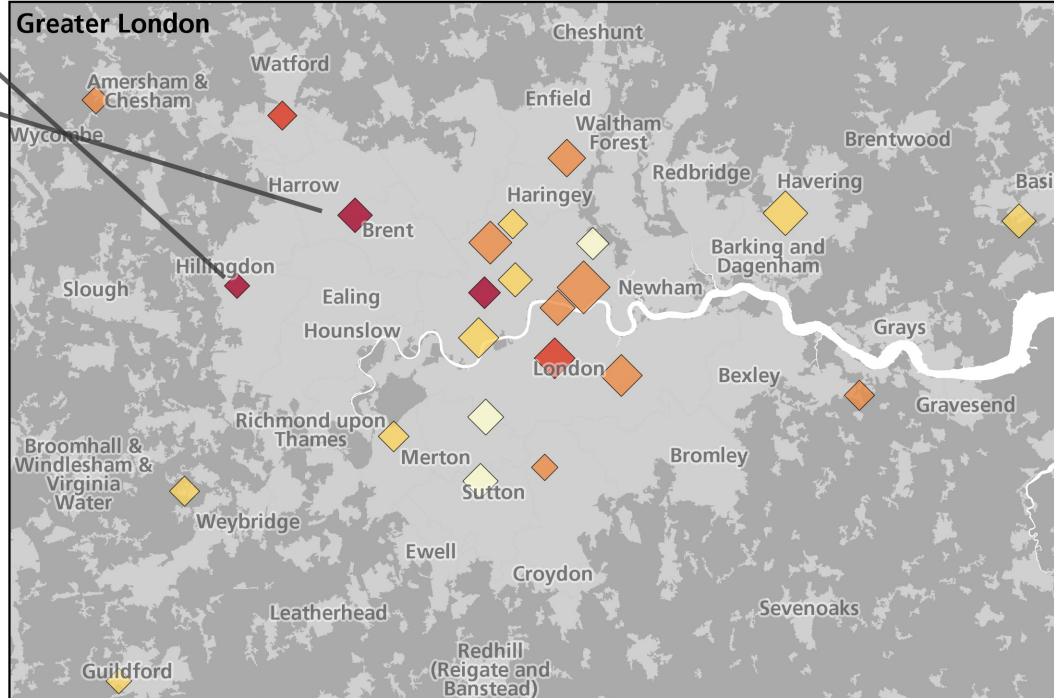 Greater London
Cheshunt
Watford
Amersham &
Chesham
Enfield
Waltham
Forest
Wycombe
Brentwood
Redbridge
Havering
Basi
Harrow
Haringey
Brent
Barking and
Dagenham
Hillingdon
Slough
Ealing
Newham
Hounslow
Grays
London
Bexley
Gravesend
Richmond upon
Thames
Broomhall &
Windlesham &
Virginia
Water
Merton
Bromley
Sutton
Weybridge
Ewell
Croydon
Leatherhead
Sevenoaks
Redhill
(Reigate and
Banstead)
Guildford